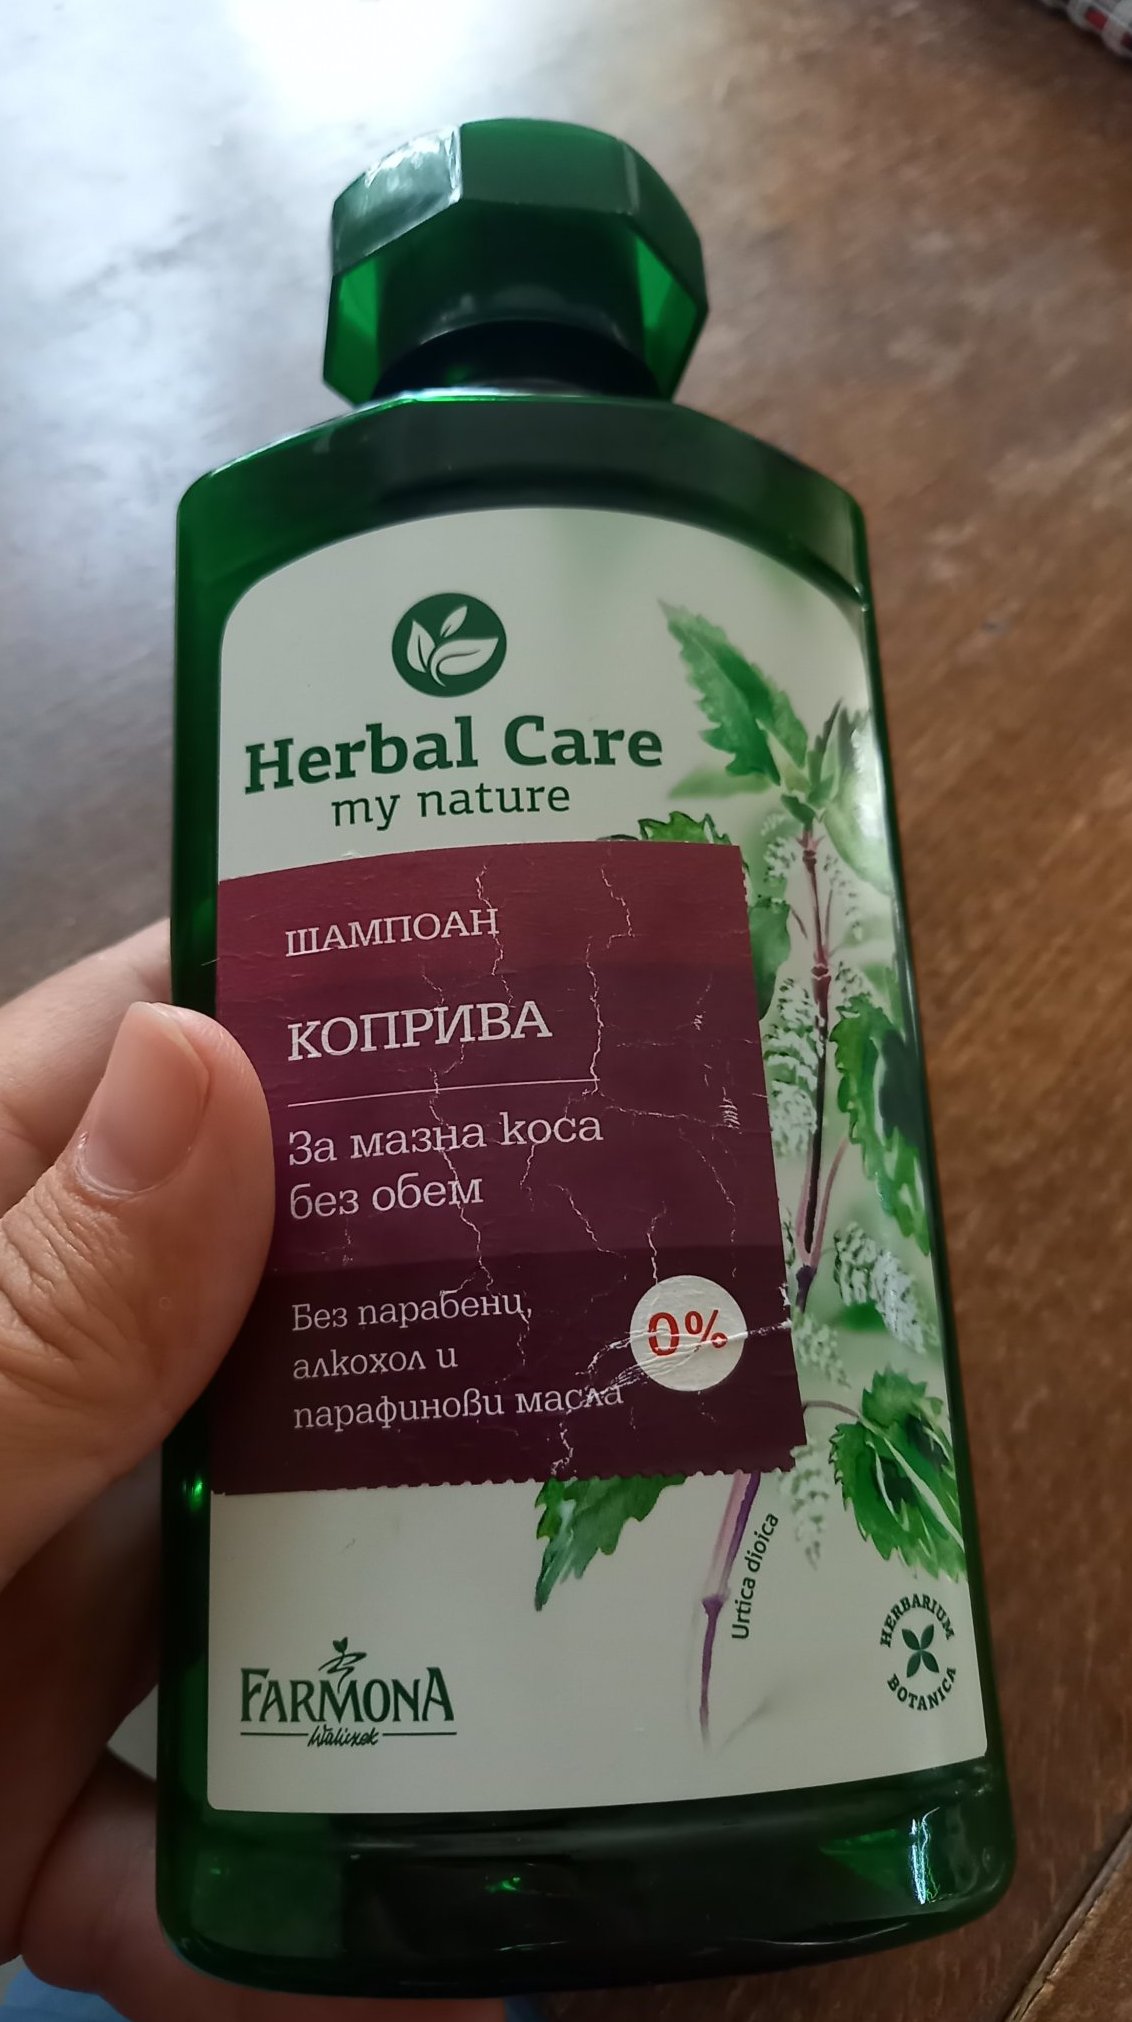 Herbal Care
my nature
ШАМПОАН
КОПРИВА
За мазна коса
без обем
Без парабени,
алкохол и
парафинови масла
0%
Urtica dioica
FARMONA
Waliczek
HERBARIUM
BOTANICA